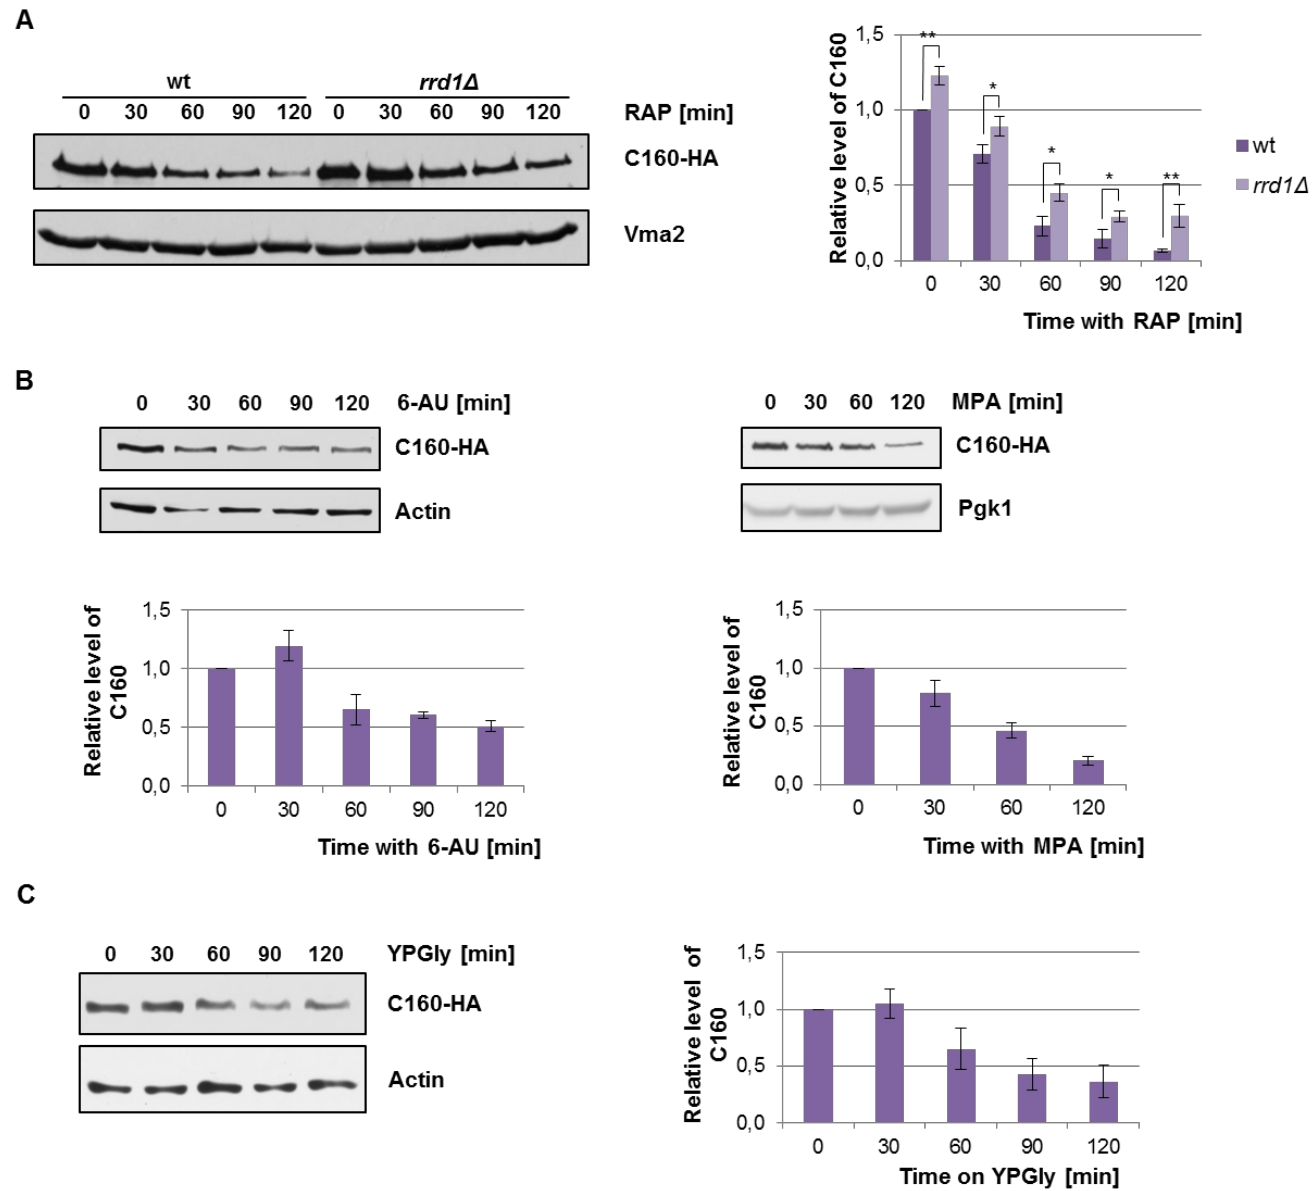 A
wt rrd1Δ
0 30 60 90 120 0 30 60 90 120 RAP [min]
C160-HA
Vma2
Relative level of C160
1,5
1,0
0,5
0,0
** * * * **
0 30 60 90 120
Time with RAP [min]
wt
rrd1Δ
B
0 30 60 90 120 6-AU [min]
C160-HA
Actin
0 30 60 120 MPA [min]
C160-HA
Pgk1
Relative level of
C160
1,5
1,0
0,5
0,0
0 30 60 90 120
Time with 6-AU [min]
Relative level of
C160
1,5
1,0
0,5
0,0
0 30 60 120
Time with MPA [min]
C
0 30 60 90 120 YPGly [min]
C160-HA
Actin
Relative level of
C160
1,5
1,0
0,5
0,0
0 30 60 90 120
Time on YPGly [min]